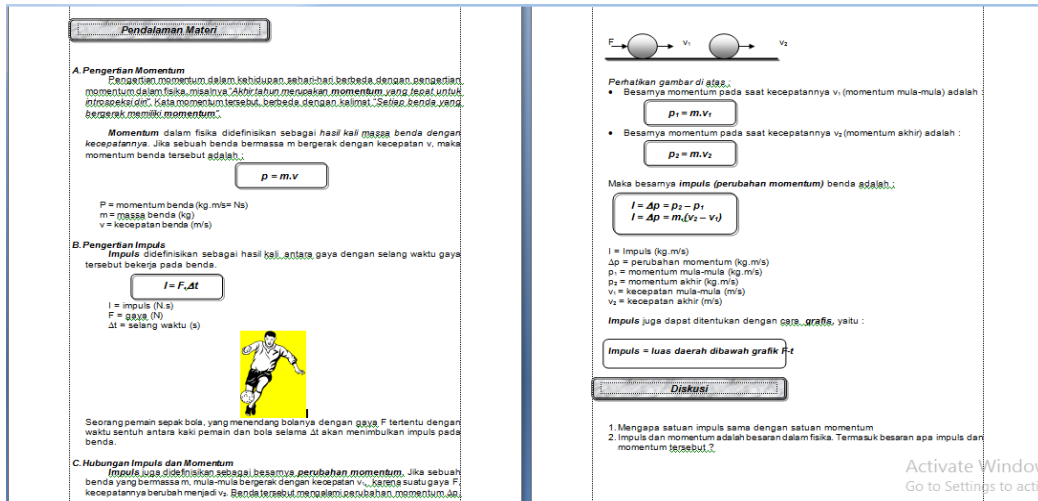 Pendalaman Materi
A. Pengertian Momentum
Pengertian momentum dalam kehidupan sehari-hari berbeda dengan pengertian
momentum dalam fisika, misalnya "Akhir tahun merupakan momentum yang tepat untuk
introspeksi diri". Kata momentum tersebut, berbeda dengan kalimat "Setiap benda yang
bergerak memiliki momentum".
Momentum dalam fisika didefinisikan sebagai hasil kali massa benda dengan
kecepatannya. Jika sebuah benda bermassa m bergerak dengan kecepatan v, maka
momentum benda tersebut adalah :
p = m.v
P = momentum benda (kg.m/s= Ns)
m = massa benda (kg)
v = kecepatan benda (m/s)
B. Pengertian Impuls
Impuls didefinisikan sebagai hasil kali antara gaya dengan selang waktu gaya
tersebut bekerja pada benda.
I = F.Δt
I = impuls (N.s)
F = gaya (N)
Δt = selang waktu (s)
Seorang pemain sepak bola, yang menendang bolanya dengan gaya F tertentu dengan
waktu sentuh antara kaki pemain dan bola selama Δt akan menimbulkan impuls pada
benda.
C. Hubungan Impuls dan Momentum
Impuls juga didefinisikan sebagai besarnya perubahan momentum. Jika sebuah
benda yang bermassa m, mula-mula bergerak dengan kecepatan v₁, karena suatu gaya F,
kecepatannya berubah menjadi v₂. Benda tersebut mengalami perubahan momentum Δp.
F v₁ v₂
Perhatikan gambar di atas :
• Besarnya momentum pada saat kecepatannya v₁ (momentum mula-mula) adalah :
p₁ = m.v₁
• Besarnya momentum pada saat kecepatannya v₂ (momentum akhir) adalah :
p₂ = m.v₂
Maka besarnya impuls (perubahan momentum) benda adalah :
I = Δp = p₂ – p₁
I = Δp = m.(v₂ – v₁)
I = Impuls (kg.m/s)
Δp = perubahan momentum (kg.m/s)
p₁ = momentum mula-mula (kg.m/s)
p₂ = momentum akhir (kg.m/s)
v₁ = kecepatan mula-mula (m/s)
v₂ = kecepatan akhir (m/s)
Impuls juga dapat ditentukan dengan cara grafis, yaitu :
Impuls = luas daerah dibawah grafik F-t
Diskusi
1. Mengapa satuan impuls sama dengan satuan momentum
2. Impuls dan momentum adalah besaran dalam fisika. Termasuk besaran apa impuls dan
momentum tersebut ?
Activate Window
Go to Settings to acti